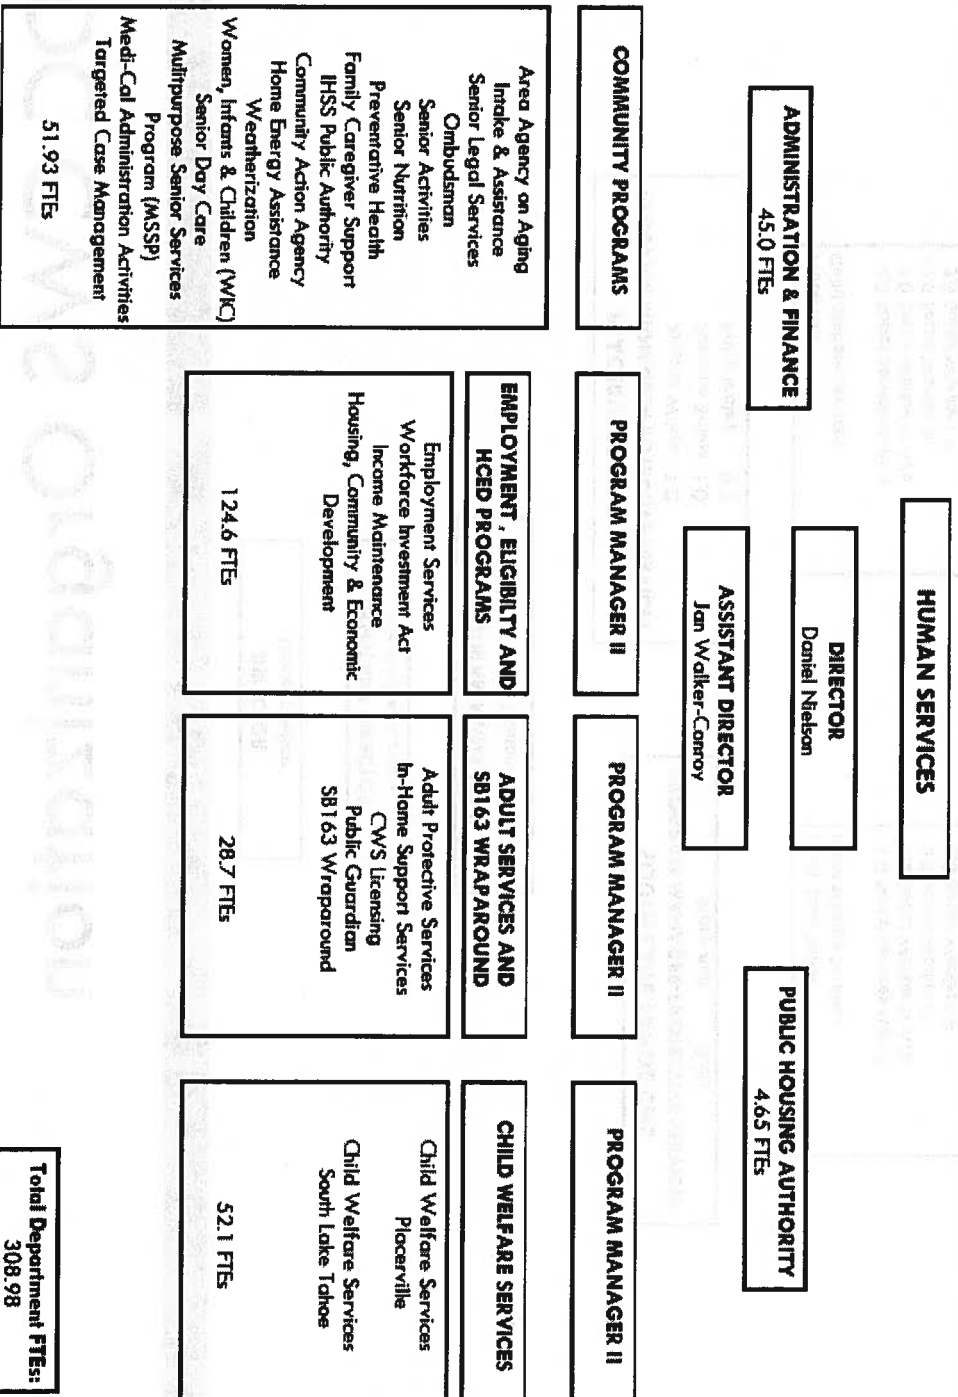 HUMAN SERVICES
DIRECTOR
Daniel Nielson
ASSISTANT DIRECTOR
Jan Walker-Conroy
ADMINISTRATION & FINANCE
45.0 FTEs
PUBLIC HOUSING AUTHORITY
4.65 FTEs
COMMUNITY PROGRAMS
Area Agency on Aging
Intake & Assistance
Senior Legal Services
Ombudsman
Senior Activities
Senior Nutrition
Preventative Health
Family Caregiver Support
IHSS Public Authority
Community Action Agency
Home Energy Assistance
Weatherization
Women, Infants & Children (WIC)
Senior Day Care
Mulitpurpose Senior Services
Program (MSSP)
Medi-Cal Administration Activities
Targeted Case Management
51.93 FTEs
PROGRAM MANAGER II
EMPLOYMENT , ELIGIBILTY AND
HCED PROGRAMS
Employment Services
Workforce Investment Act
Income Maintenance
Housing, Community & Economic
Development
124.6 FTEs
PROGRAM MANAGER II
ADULT SERVICES AND
SB163 WRAPAROUND
Adult Protective Services
In-Home Support Services
CWS Licensing
Public Guardian
SB163 Wraparound
28.7 FTEs
PROGRAM MANAGER II
CHILD WELFARE SERVICES
Child Welfare Services
Placerville
Child Welfare Services
South Lake Tahoe
52.1 FTEs
Total Department FTEs:
308.98